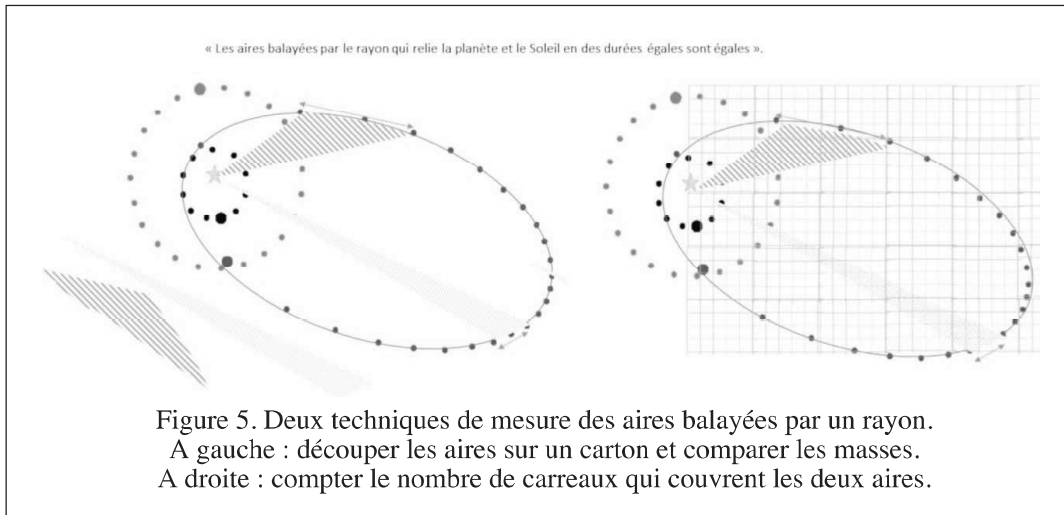 « Les aires balayées par le rayon qui relie la planète et le Soleil en des durées égales sont égales ».
Figure 5. Deux techniques de mesure des aires balayées par un rayon.
A gauche : découper les aires sur un carton et comparer les masses.
A droite : compter le nombre de carreaux qui couvrent les deux aires.